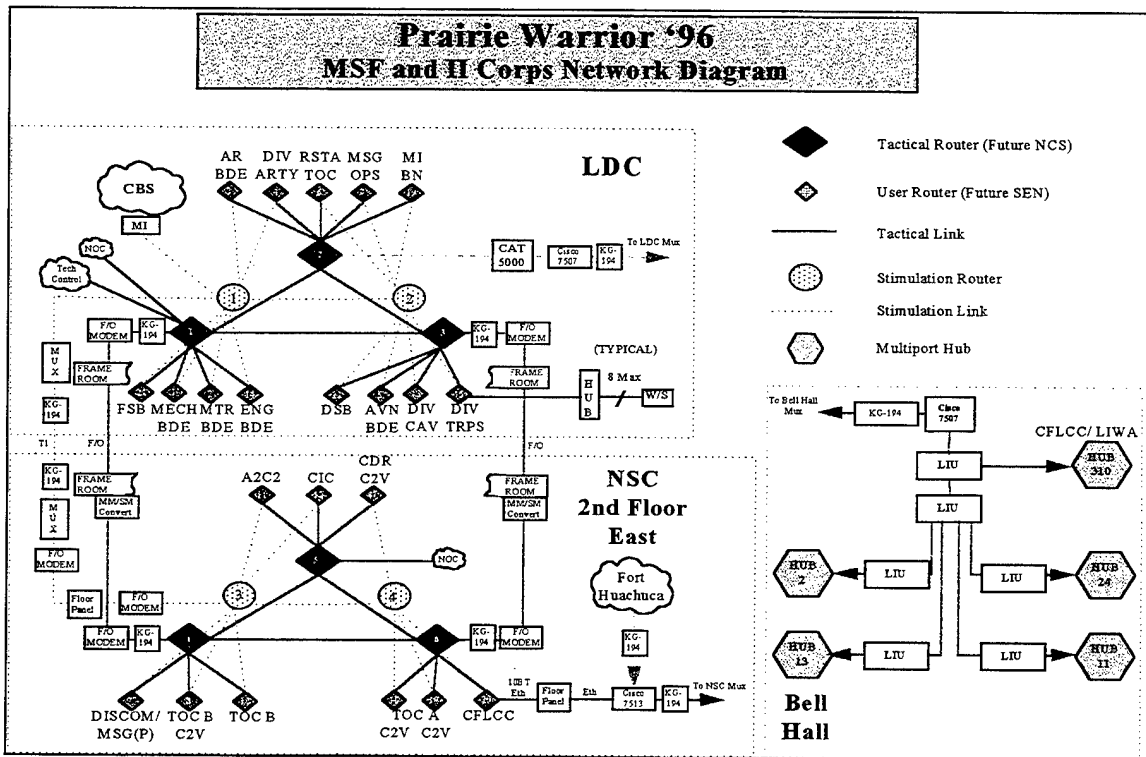 Prairie Warrior ‘96
MSF and II Corps Network Diagram
LDC
AR BDE
DIV ARTY
RSTA TOC
MSG OPS
MI BN
CBS
MI
NOC
Tech Control
1
2
CAT 5000
Cisco 7507
KG-194
To LDC Mux
F/O MODEM
KG-194
3
KG-194
F/O MODEM
MUX
FRAME ROOM
KG-194
FSB
MECH BDE
MTR BDE
ENG BDE
DSB
AVN BDE
DIV CAV
DIV TRPS
FRAME ROOM
(TYPICAL)
HUB
8 Max
W/S
T1
F/O
F/O
KG-194
MUX
F/O MODEM
FRAME ROOM
MM/SM Convert
A2C2
CIC
CDR C2V
FRAME ROOM
MM/SM Convert
NSC
2nd Floor
East
5
NOC
3
4
Floor Panel
F/O MODEM
F/O MODEM
KG-194
KG-194
F/O MODEM
Fort Huachuca
KG-194
DISCOM/ MSG(P)
TOC B C2V
TOC B
TOC A
C2V
C2V
CFLCC
10BT Eth
Floor Panel
Eth
Cisco 7513
KG-194
To NSC Mux
Tactical Router (Future NCS)
User Router (Future SEN)
Tactical Link
Stimulation Router
Stimulation Link
Multiport Hub
To Bell Hall Mux
KG-194
Cisco 7507
CFLCC/ LIWA
LIU
HUB 310
LIU
HUB 2
LIU
LIU
HUB 24
HUB 13
LIU
LIU
HUB 11
Bell
Hall